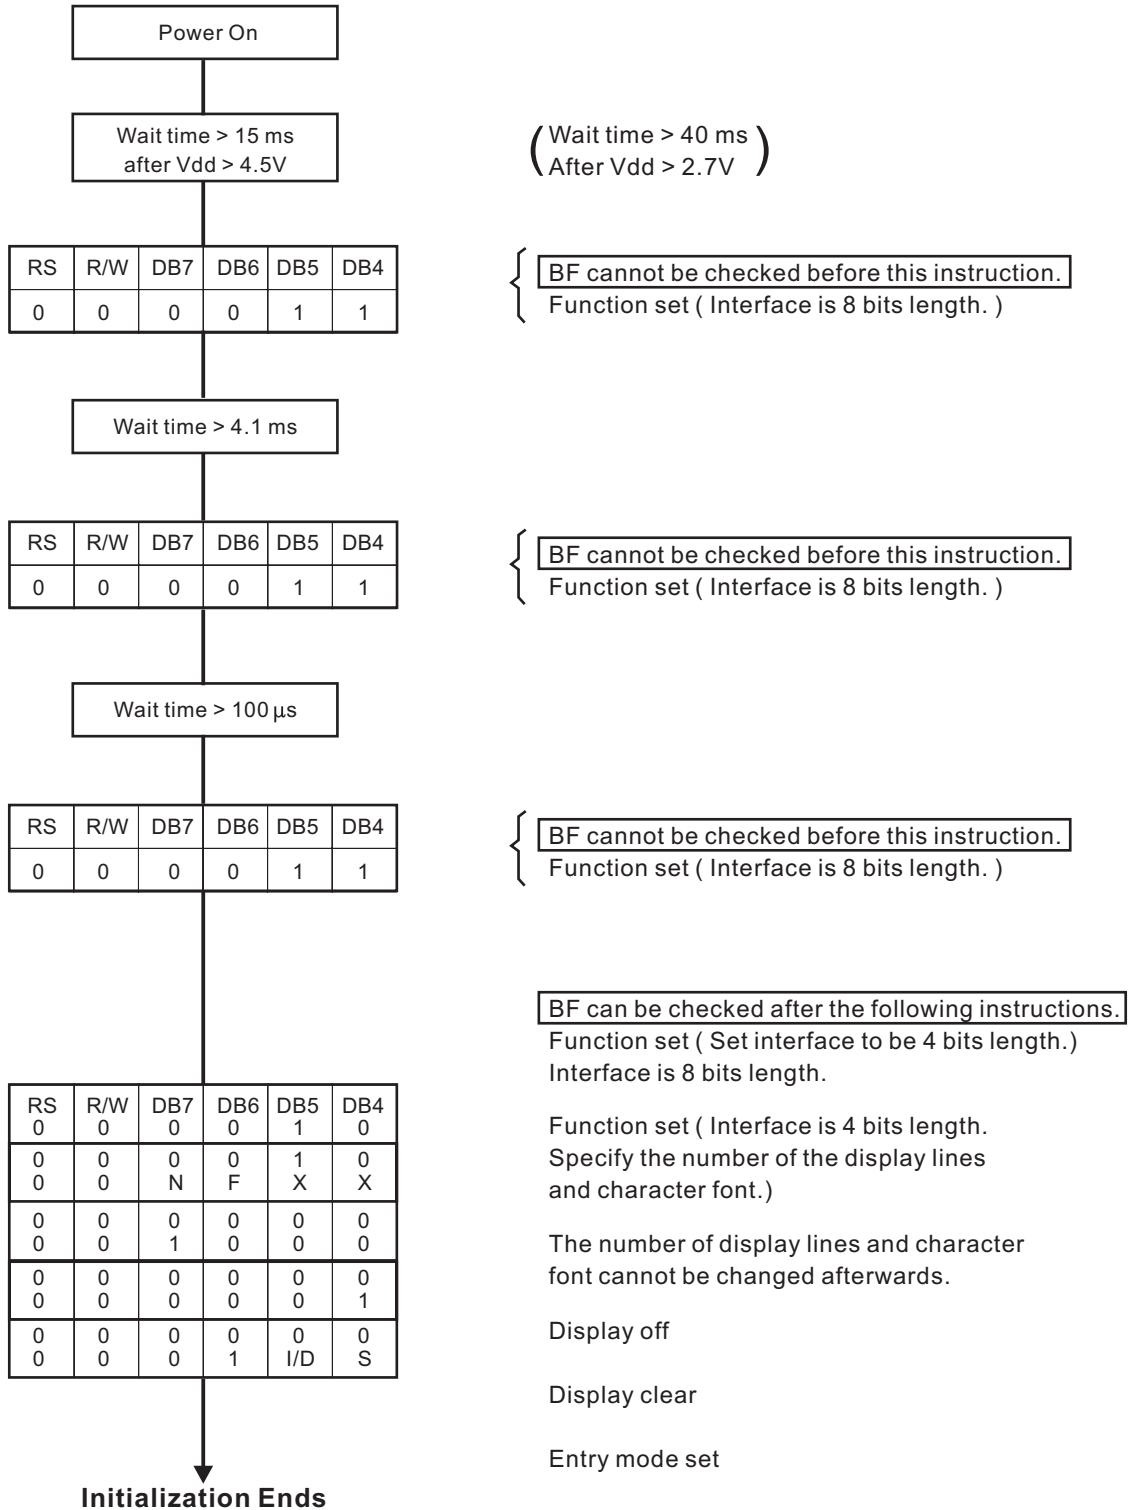 Power On
Wait time > 15 ms
after Vdd > 4.5V
(Wait time > 40 ms
After Vdd > 2.7V)
RS R/W DB7 DB6 DB5 DB4
0 0 0 0 1 1
BF cannot be checked before this instruction.
Function set ( Interface is 8 bits length. )
Wait time > 4.1 ms
RS R/W DB7 DB6 DB5 DB4
0 0 0 0 1 1
BF cannot be checked before this instruction.
Function set ( Interface is 8 bits length. )
Wait time > 100 µs
RS R/W DB7 DB6 DB5 DB4
0 0 0 0 1 1
BF cannot be checked before this instruction.
Function set ( Interface is 8 bits length. )
RS R/W DB7 DB6 DB5 DB4
0 0 0 0 1 0
0 0 0 0 1 0
0 0 N F X X
0 0 0 0 0 0
0 0 1 0 0 0
0 0 0 0 0 0
0 0 0 0 0 1
0 0 0 0 0 0
0 0 0 1 I/D S
BF can be checked after the following instructions.
Function set ( Set interface to be 4 bits length.)
Interface is 8 bits length.
Function set ( Interface is 4 bits length.
Specify the number of the display lines
and character font.)
The number of display lines and character
font cannot be changed afterwards.
Display off
Display clear
Entry mode set
Initialization Ends